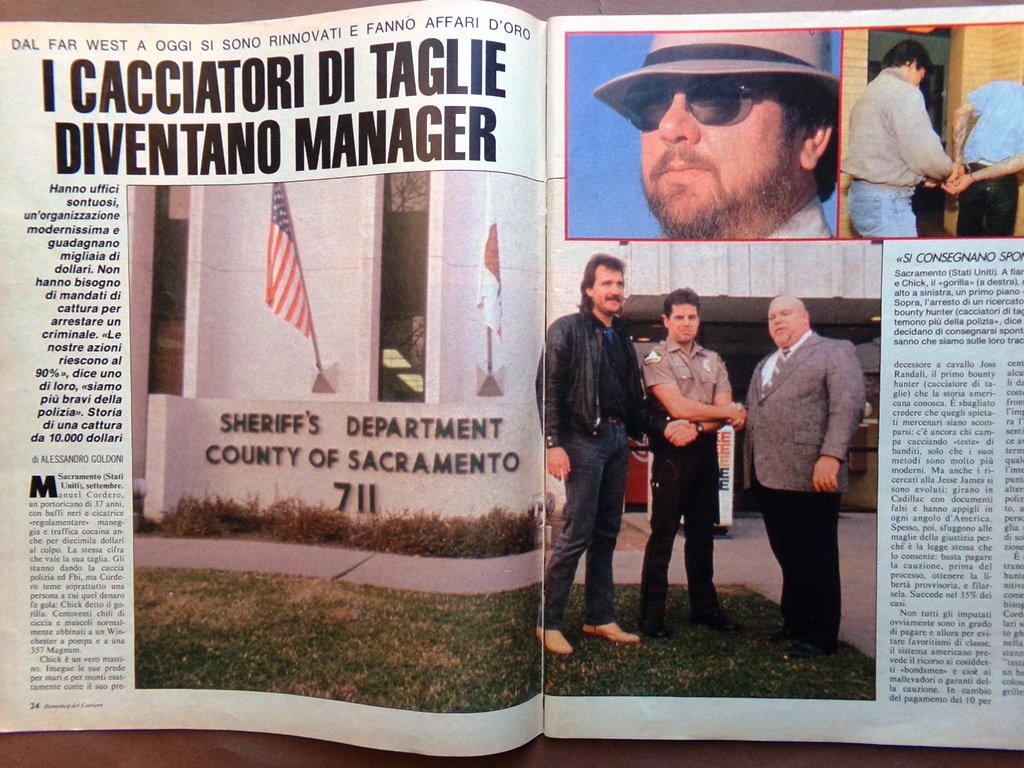 DAL FAR WEST A OGGI SI SONO RINNOVATI E FANNO AFFARI D'ORO
I CACCIATORI DI TAGLIE
DIVENTANO MANAGER
Hanno uffici
sontuosi,
un'organizzazione
modernissima e
guadagnano
migliaia di
dollari. Non
hanno bisogno
di mandati di
cattura per
arrestare un
criminale. «Le
nostre azioni
riescono al
90%», dice uno
di loro, «siamo
più bravi della
polizia». Storia
di una cattura
da 10.000 dollari
di ALESSANDRO GOLDONI
Sacramento (Stati
Uniti), settembre.
Manuel Cordero,
un portoricano di 37 anni,
con baffi neri e cicatrice
«regolamentare» maneg-
gia e traffica cocaina an-
che per diecimila dollari
al colpo. La stessa cifra
che vale la sua taglia. Gli
stanno dando la caccia
polizia ed Fbi, ma Corde-
ro teme soprattutto una
persona a cui quel denaro
fa gola: Chick detto il go-
rilla. Centoventi chili di
ciccia e muscoli normal-
mente abbinati a un Win-
chester a pompa e a una
357 Magnum.
Chick è un vero masti-
no. Insegue le sue prede
per mari e per monti esat-
tamente come il suo pre-
24 Domenica del Corriere
SHERIFF'S DEPARTMENT
COUNTY OF SACRAMENTO
711
«SI CONSEGNANO SPON
Sacramento (Stati Uniti). A fian
e Chick, il «gorilla» (a destra),
alto a sinistra, un primo piano
Sopra, l'arresto di un ricercato
bounty hunter (cacciatori di tag
temono più della polizia», dice
decidano di consegnarsi spont
sanno che siamo sulle loro trac
decessore a cavallo Joss
Randall, il primo bounty
hunter (cacciatore di ta-
glie) che la storia ameri-
cana conosca. È sbagliato
credere che quegli spieta-
ti mercenari siano scom-
parsi: c'è ancora chi cam-
pa cacciando «teste» di
banditi, solo che i suoi
metodi sono molto più
moderni. Ma anche i ri-
cercati alla Jesse James si
sono evoluti: girano in
Cadillac con documenti
falsi e hanno appigli in
ogni angolo d'America.
Spesso, poi, sfuggono alle
maglie della giustizia per-
ché è la legge stessa che
lo consente: basta pagare
la cauzione, prima del
processo, ottenere la li-
bertà provvisoria, e filar-
sela. Succede nel 35% dei
casi.
Non tutti gli imputati
ovviamente sono in grado
di pagare e allora per evi-
tare favoritismi di classe,
il sistema americano pre-
vede il ricorso ai cosiddet-
ti «bondsmen» e cioè ai
mallevadori o garanti del-
la cauzione. In cambio
del pagamento del 10 per